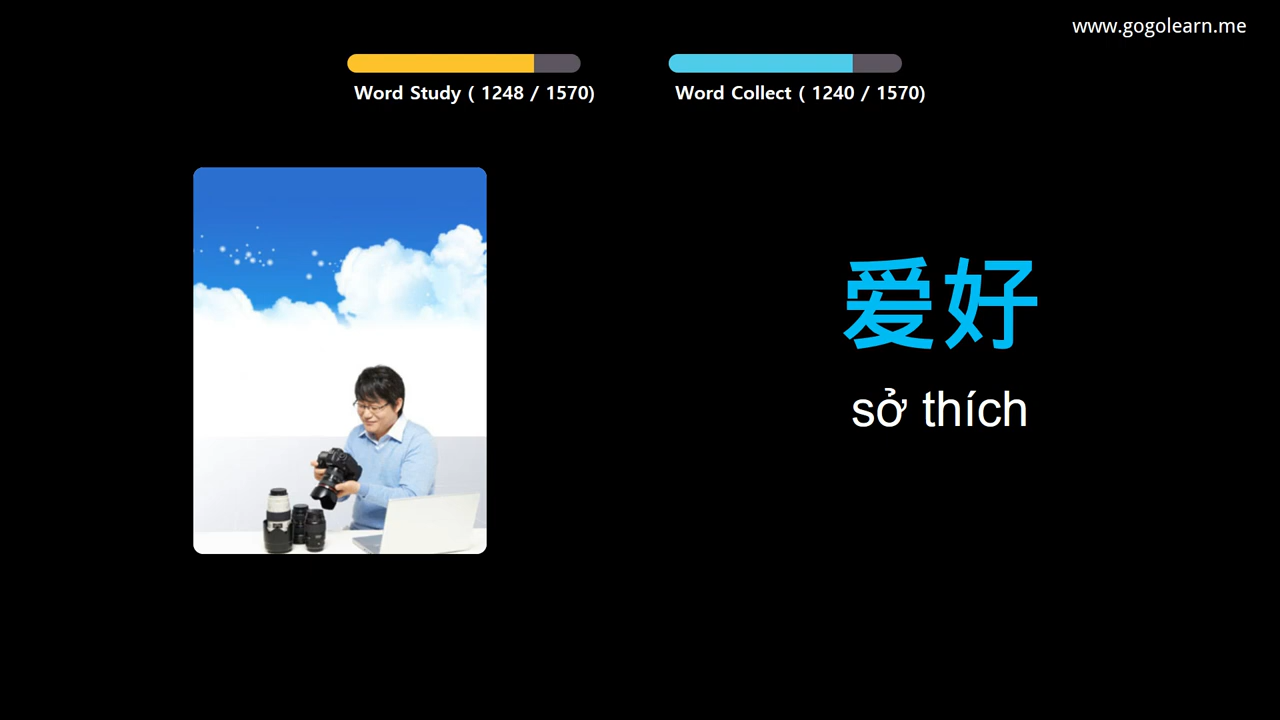 www.gogolearn.me
Word Study ( 1248 / 1570)
Word Collect ( 1240 / 1570)
爱好
sở thích